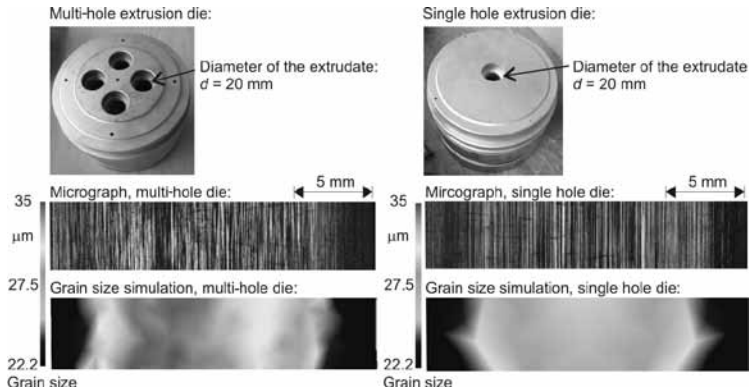 Multi-hole extrusion die:
Diameter of the extrudate:
d = 20 mm
Single hole extrusion die:
Diameter of the extrudate
d = 20 mm
Micrograph, multi-hole die:
5 mm
35
µm
27.5
22.2
Grain size simulation, multi-hole die:
Grain size
Mircograph, single hole die:
5 mm
35
µm
27.5
22.2
Grain size simulation, single hole die:
Grain size